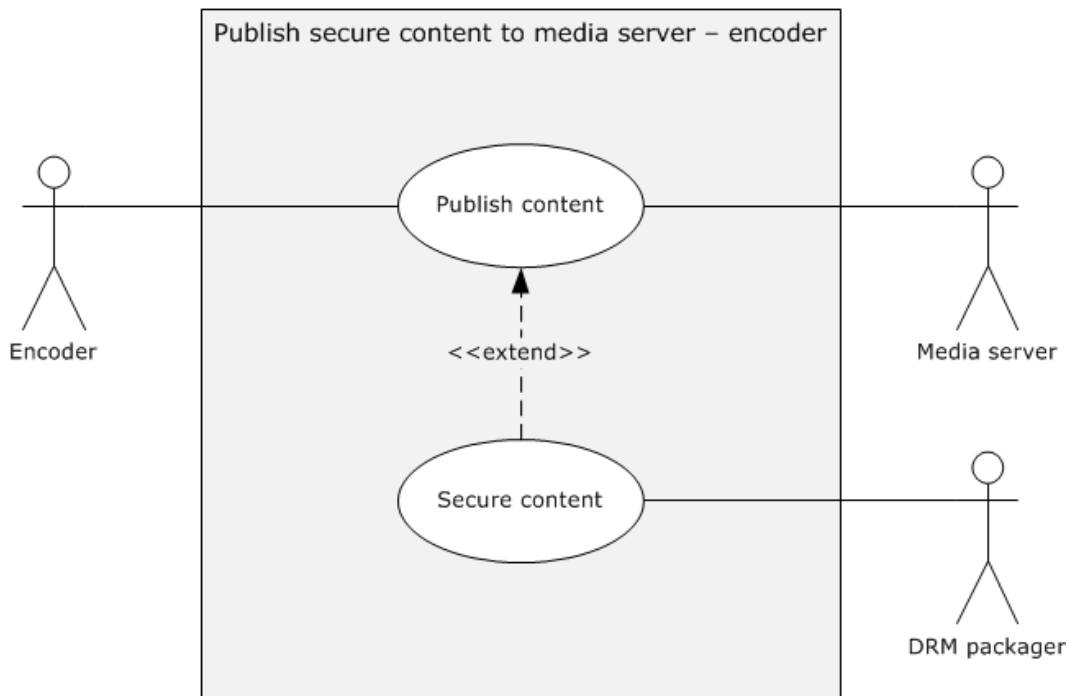 Publish secure content to media server – encoder
Publish content
Encoder
<<extend>>
Media server
Secure content
DRM packager